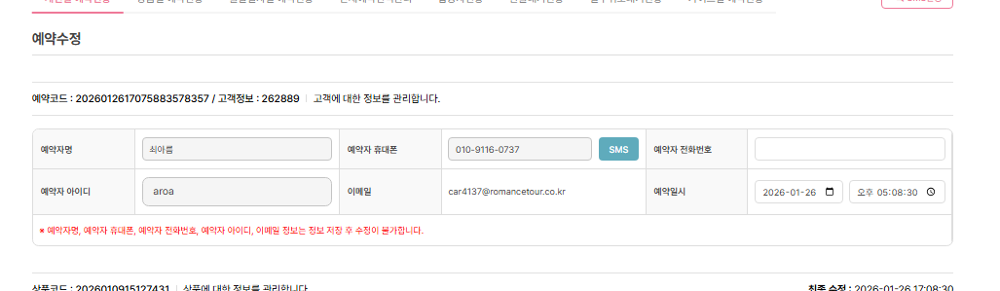 예약수정
예약코드 : 2026012617075883578357 / 고객정보 : 262889 | 고객에 대한 정보를 관리합니다.
예약자명 최아름 예약자 휴대폰 010-9116-0737 SMS 예약자 전화번호
예약자 아이디 aroa 이메일 car4137@romancetour.co.kr 예약일시 2026-01-26 오후 05:08:30
※ 예약자명, 예약자 휴대폰, 예약자 전화번호, 예약자 아이디, 이메일 정보는 정보 저장 후 수정이 불가합니다.
상품코드 : 2026010915127431 | 상품에 대한 정보를 관리합니다. 최종 수정 : 2026-01-26 17:08:30